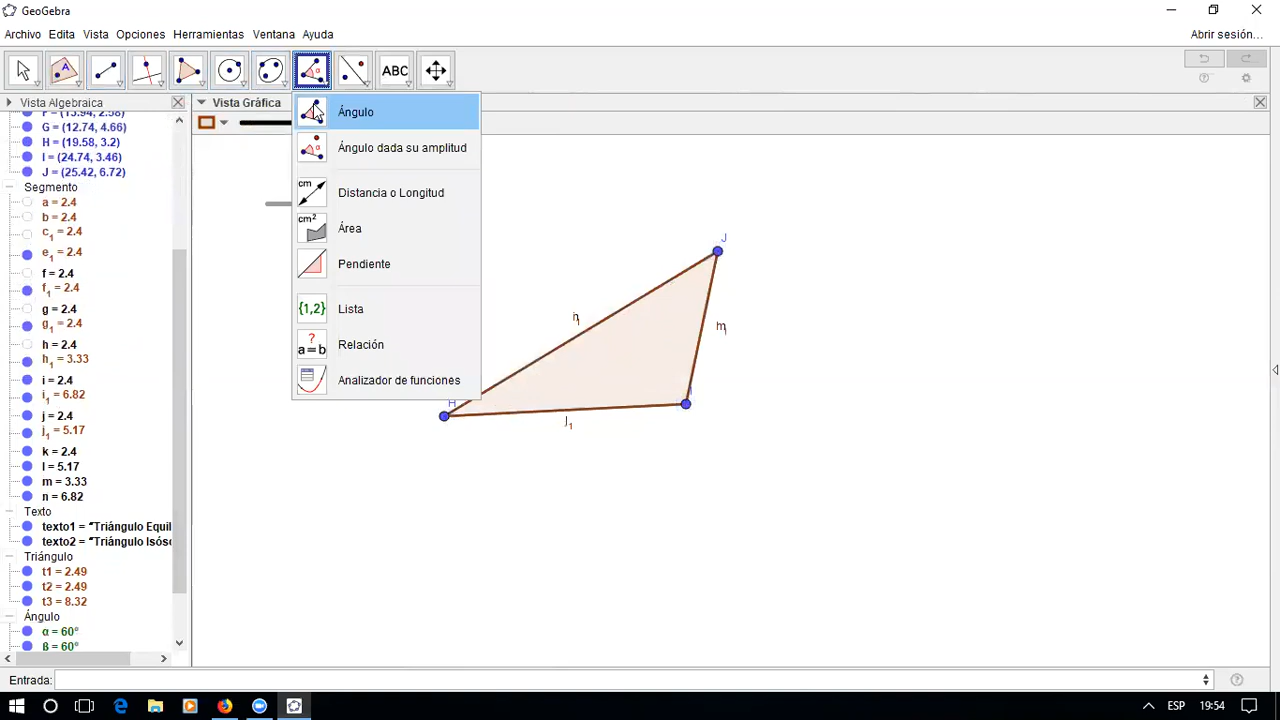 GeoGebra
Archivo Edita Vista Opciones Herramientas Ventana Ayuda
Abrir sesión…
ABC
Vista Algebraica
Vista Gráfica
G = (12.74, 4.66)
H = (19.58, 3.2)
I = (24.74, 3.46)
J = (25.42, 6.72)
Segmento
a = 2.4
b = 2.4
c1 = 2.4
e1 = 2.4
f = 2.4
f1 = 2.4
g = 2.4
g1 = 2.4
h = 2.4
h1 = 3.33
i = 2.4
i1 = 6.82
j = 2.4
j1 = 5.17
k = 2.4
l = 5.17
m = 3.33
n = 6.82
Texto
texto1 = “Triángulo Equil
texto2 = “Triángulo Isós
Triángulo
t1 = 2.49
t2 = 2.49
t3 = 8.32
Ángulo
α = 60°
β = 60°
Ángulo
Ángulo dada su amplitud
cm
Distancia o Longitud
cm²
Área
Pendiente
{1,2}
Lista
?
a = b
Relación
Analizador de funciones
J
m1
H
j1
Entrada:
ESP
19:54